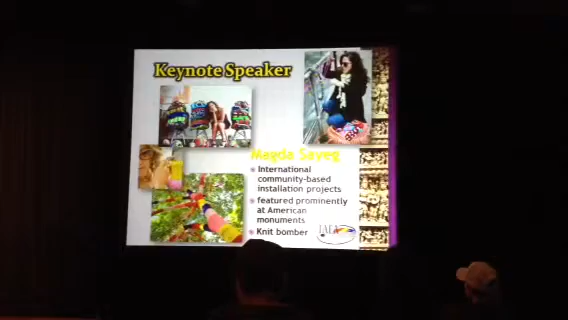 Keynote Speaker
Magda Sayeg
International
community-based
installation projects
featured prominently
at American
monuments
Knit bomber